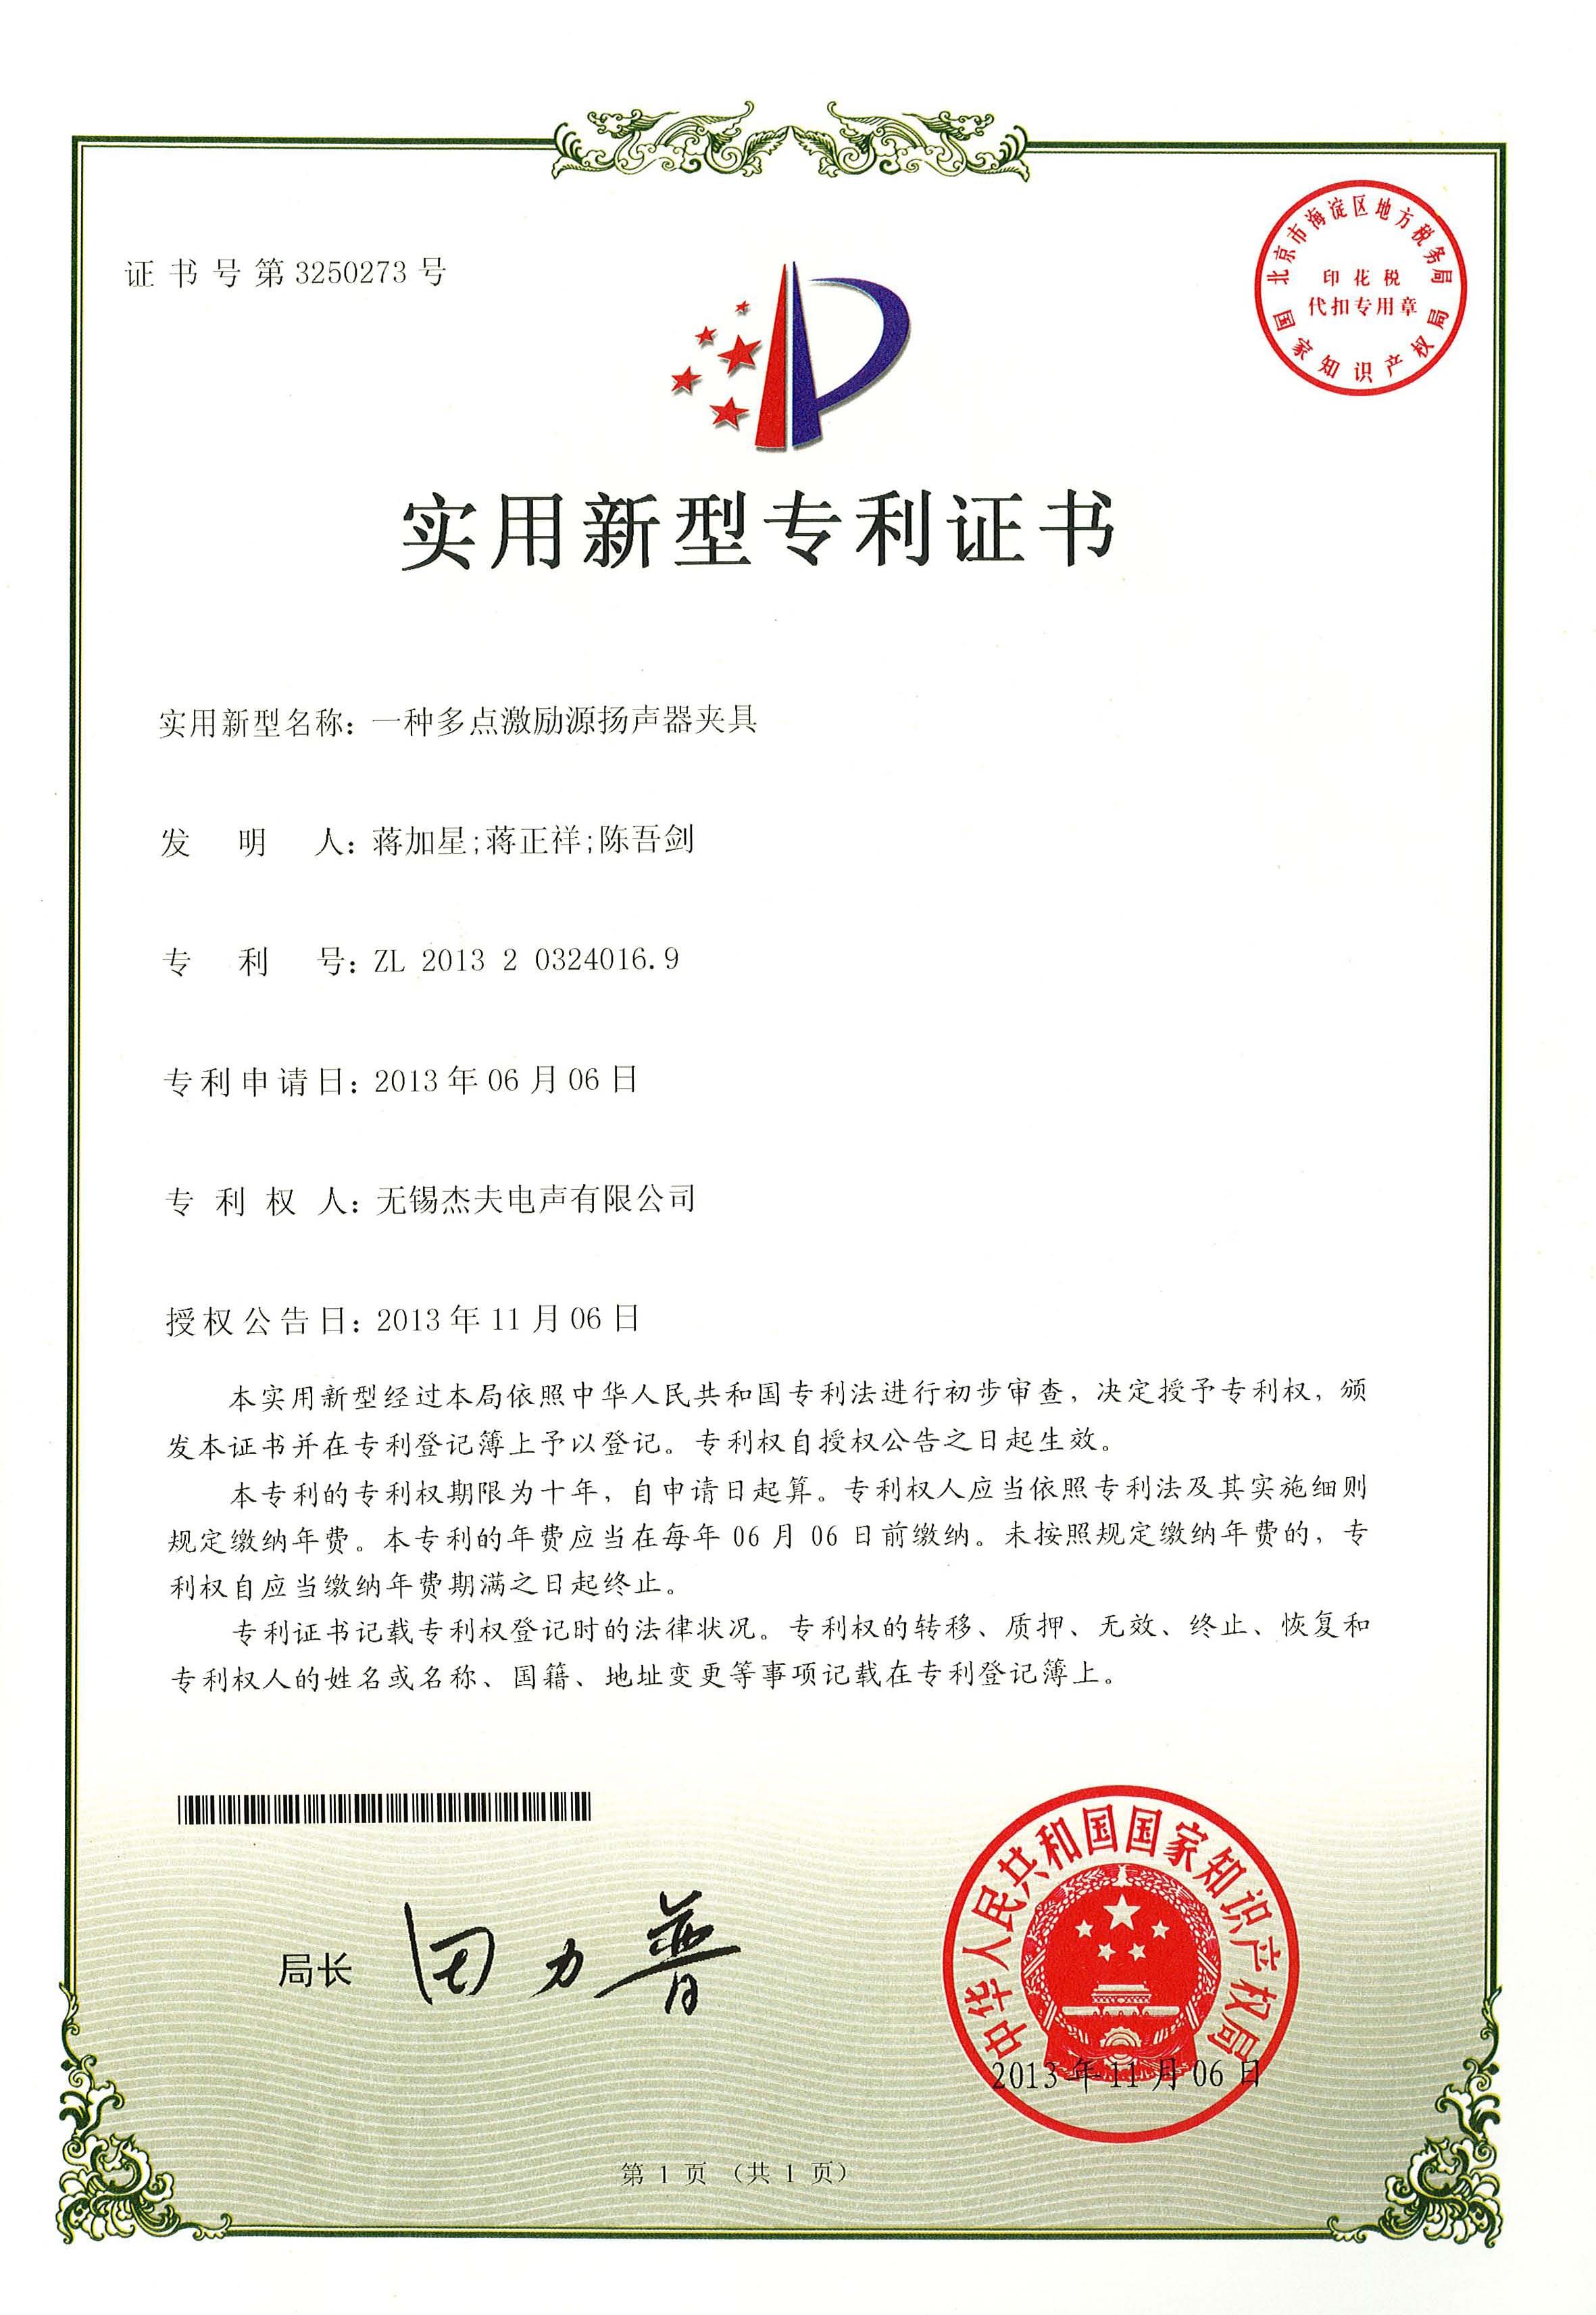 证书号第3250273号
北京市海淀区地方税务局
印花税
代扣专用章
国家知识产权局
实用新型专利证书
实用新型名称：一种多点激励源扬声器夹具
发明人：蒋加星;蒋正祥;陈吾剑
专利号：ZL 2013 2 0324016.9
专利申请日：2013年06月06日
专利权人：无锡杰夫电声有限公司
授权公告日：2013年11月06日
本实用新型经过本局依照中华人民共和国专利法进行初步审查，决定授予专利权，颁
发本证书并在专利登记簿上予以登记。专利权自授权公告之日起生效。
本专利的专利权期限为十年，自申请日起算。专利权人应当依照专利法及其实施细则
规定缴纳年费。本专利的年费应当在每年06月06日前缴纳。未按照规定缴纳年费的，专
利权自应当缴纳年费期满之日起终止。
专利证书记载专利权登记时的法律状况。专利权的转移、质押、无效、终止、恢复和
专利权人的姓名或名称、国籍、地址变更等事项记载在专利登记簿上。
局长 田力普
中华人民共和国国家知识产权局
2013年11月06日
第1页（共1页）